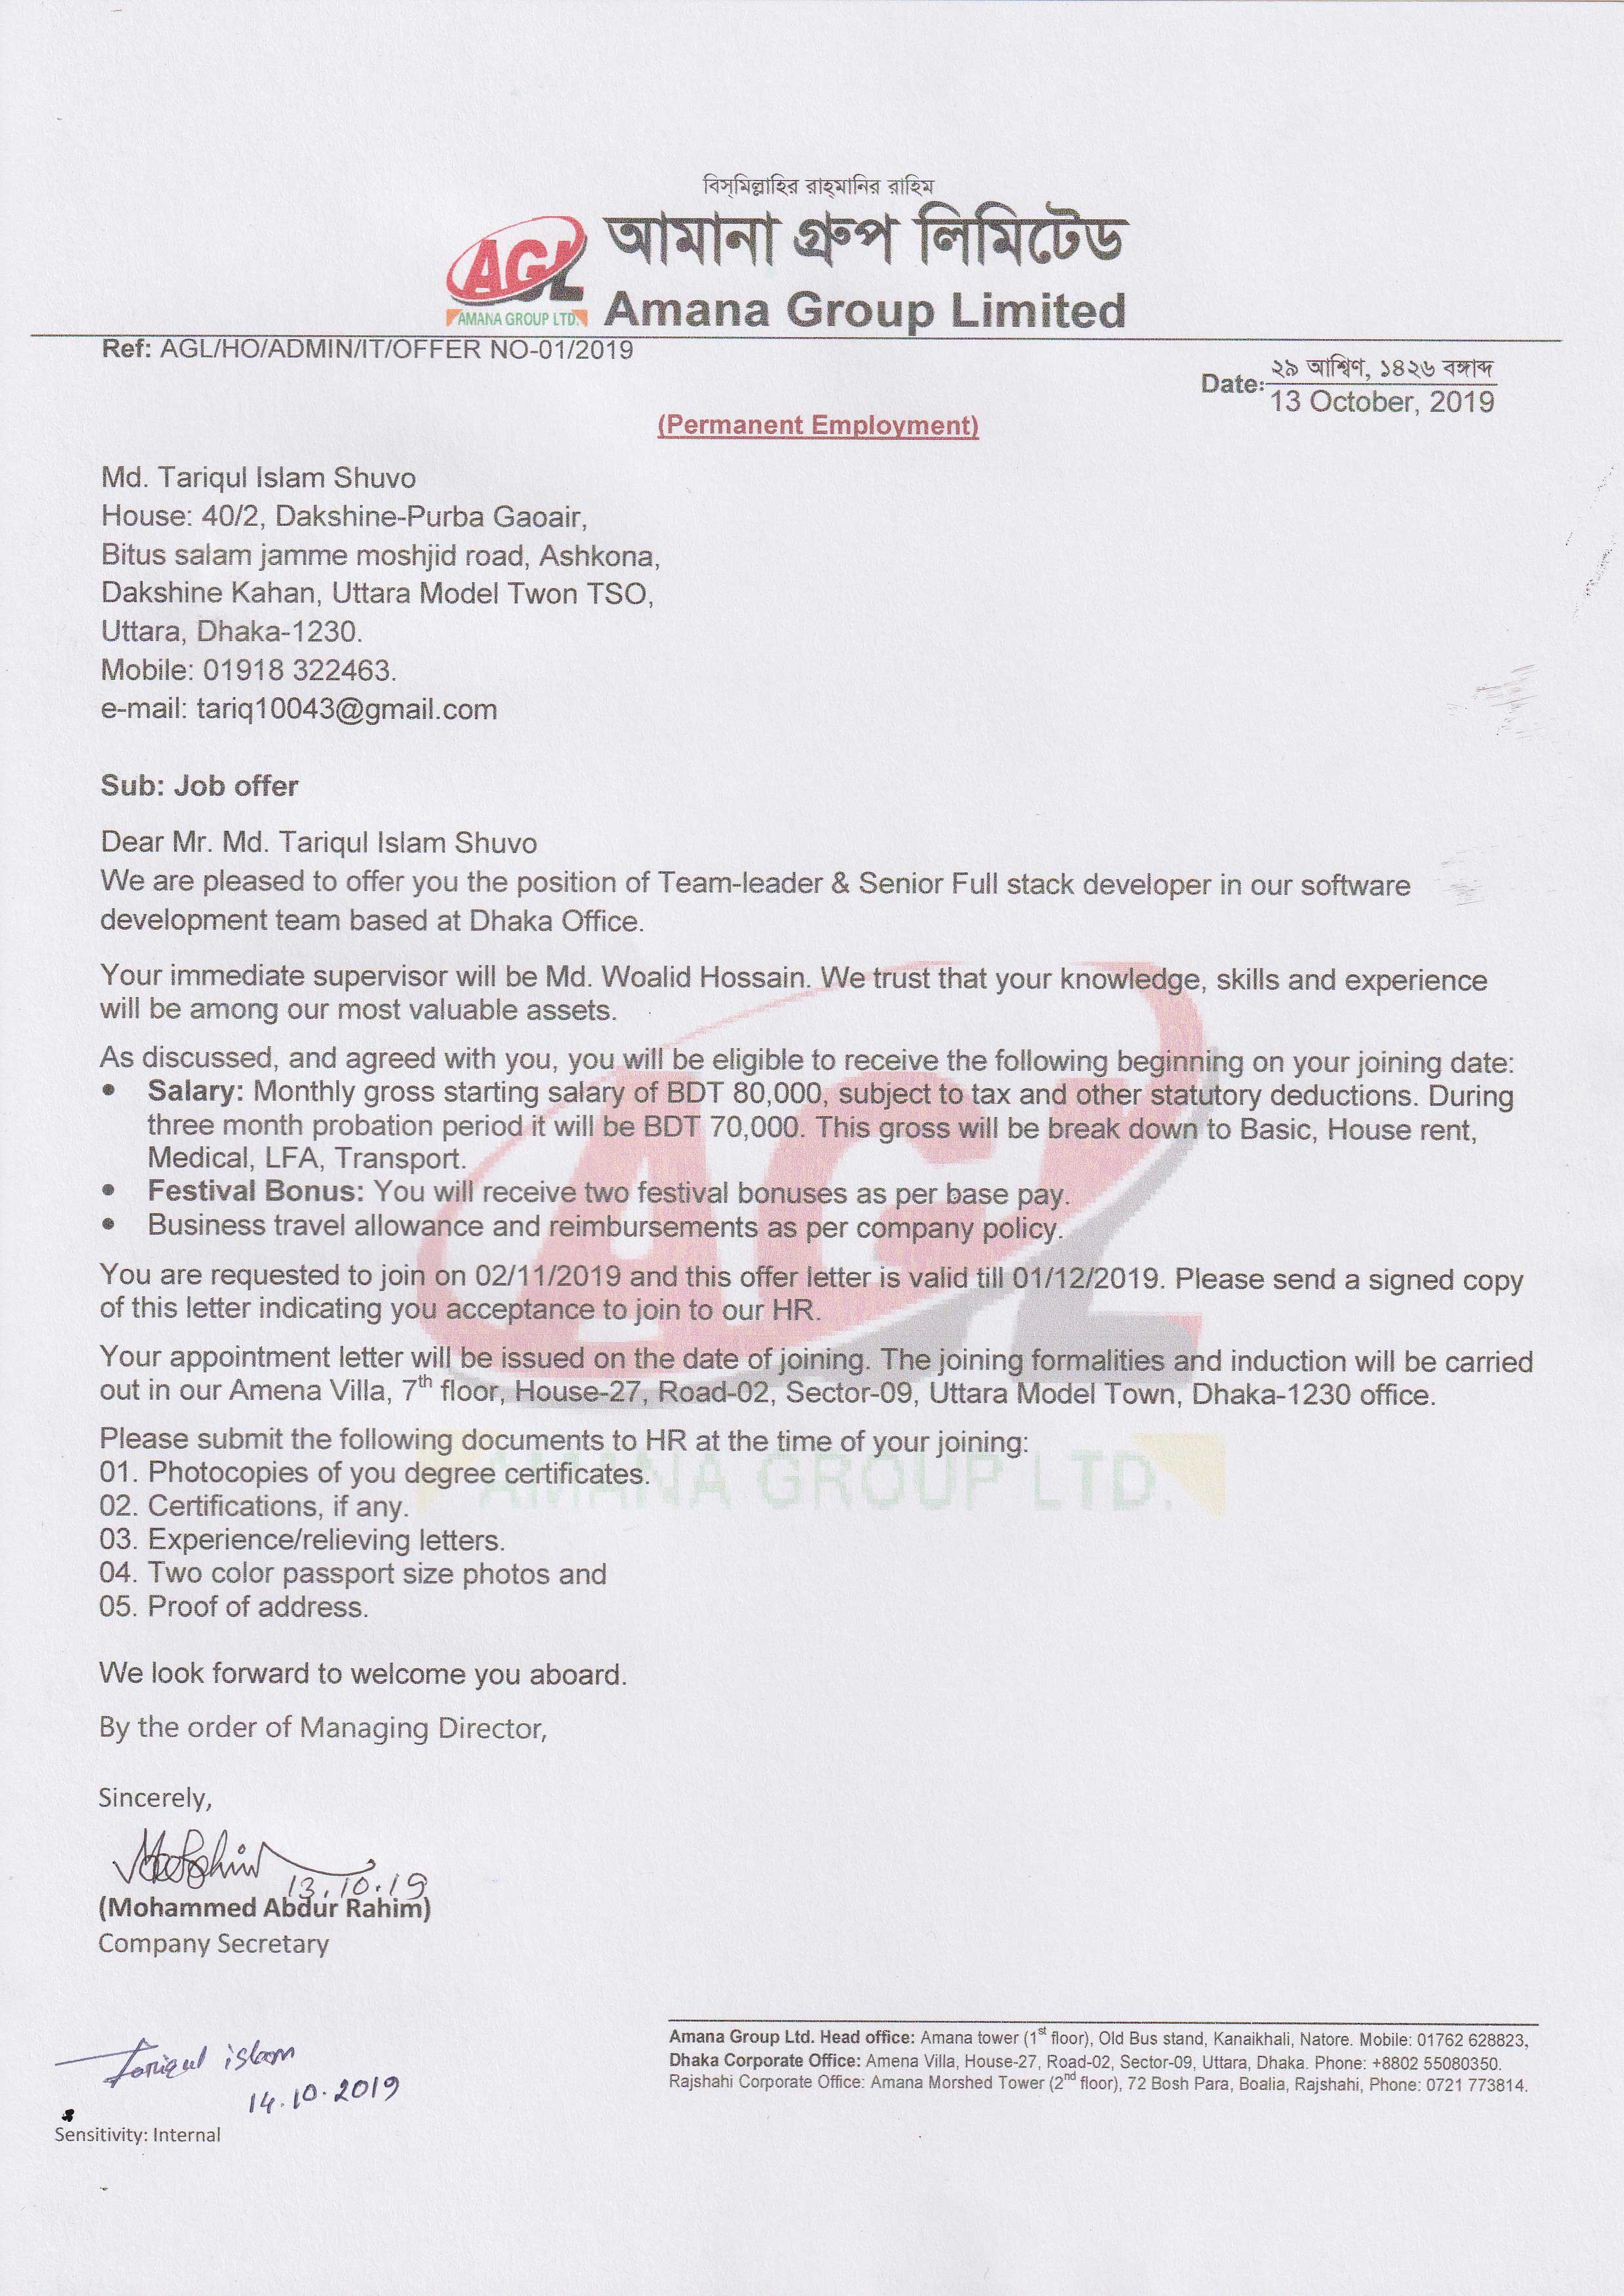 বিস্‌মিল্লাহির রাহ্‌মানির রাহিম
আমানা গ্রুপ লিমিটেড
AGL
AMANA GROUP LTD.
Amana Group Limited
Ref: AGL/HO/ADMIN/IT/OFFER NO-01/2019
২৯ আশ্বিণ, ১৪২৬ বঙ্গাব্দ
Date:
13 October, 2019
(Permanent Employment)
Md. Tariqul Islam Shuvo
House: 40/2, Dakshine-Purba Gaoair,
Bitus salam jamme moshjid road, Ashkona,
Dakshine Kahan, Uttara Model Twon TSO,
Uttara, Dhaka-1230.
Mobile: 01918 322463.
e-mail: tariq10043@gmail.com
Sub: Job offer
Dear Mr. Md. Tariqul Islam Shuvo
We are pleased to offer you the position of Team-leader & Senior Full stack developer in our software
development team based at Dhaka Office.
Your immediate supervisor will be Md. Woalid Hossain. We trust that your knowledge, skills and experience
will be among our most valuable assets.
As discussed, and agreed with you, you will be eligible to receive the following beginning on your joining date:
• Salary: Monthly gross starting salary of BDT 80,000, subject to tax and other statutory deductions. During
three month probation period it will be BDT 70,000. This gross will be break down to Basic, House rent,
Medical, LFA, Transport.
• Festival Bonus: You will receive two festival bonuses as per base pay.
• Business travel allowance and reimbursements as per company policy.
You are requested to join on 02/11/2019 and this offer letter is valid till 01/12/2019. Please send a signed copy
of this letter indicating you acceptance to join to our HR.
Your appointment letter will be issued on the date of joining. The joining formalities and induction will be carried
out in our Amena Villa, 7th floor, House-27, Road-02, Sector-09, Uttara Model Town, Dhaka-1230 office.
Please submit the following documents to HR at the time of your joining:
AMANA GROUP LTD.
01. Photocopies of you degree certificates.
02. Certifications, if any.
03. Experience/relieving letters.
04. Two color passport size photos and
05. Proof of address.
We look forward to welcome you aboard.
By the order of Managing Director,
Sincerely,
13.10.19
(Mohammed Abdur Rahim)
Company Secretary
Tariqul islam
14.10.2019
Sensitivity: Internal
Amana Group Ltd. Head office: Amana tower (1st floor), Old Bus stand, Kanaikhali, Natore. Mobile: 01762 628823,
Dhaka Corporate Office: Amena Villa, House-27, Road-02, Sector-09, Uttara, Dhaka. Phone: +8802 55080350.
Rajshahi Corporate Office: Amana Morshed Tower (2nd floor), 72 Bosh Para, Boalia, Rajshahi, Phone: 0721 773814.